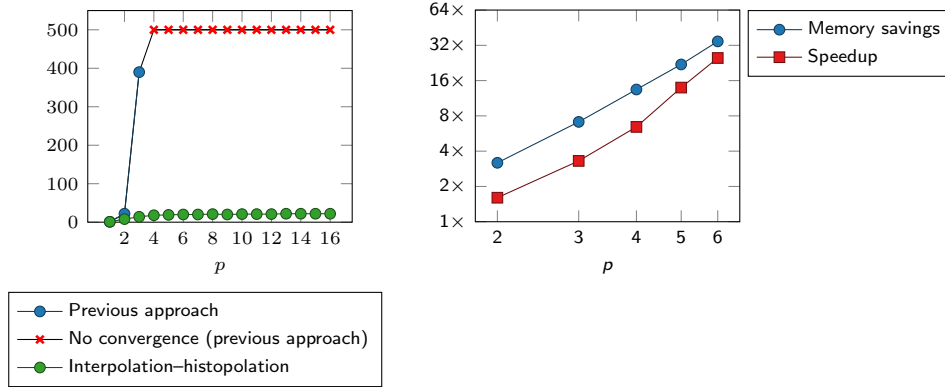 500
400
300
200
100
0
2 4 6 8 10 12 14 16
p
Previous approach
No convergence (previous approach)
Interpolation–histopolation
64×
32×
16×
8×
4×
2×
1×
2 3 4 5 6
p
Memory savings
Speedup